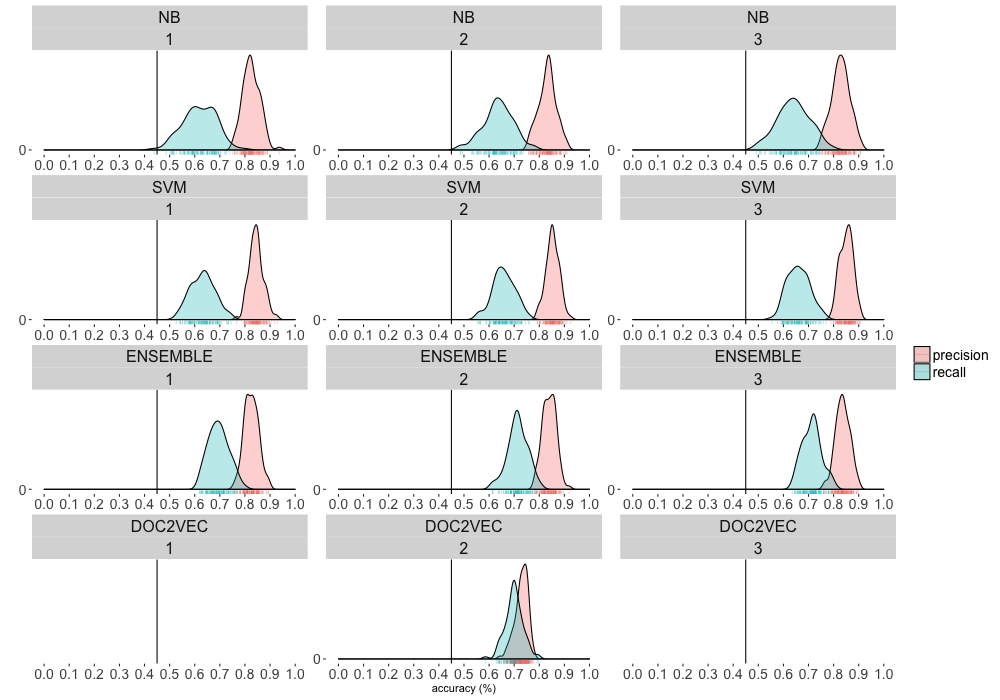 NB NB NB
1 2 3
0 0 0
0.0 0.1 0.2 0.3 0.4 0.5 0.6 0.7 0.8 0.9 1.0 0.0 0.1 0.2 0.3 0.4 0.5 0.6 0.7 0.8 0.9 1.0 0.0 0.1 0.2 0.3 0.4 0.5 0.6 0.7 0.8 0.9 1.0
SVM SVM SVM
1 2 3
0 0 0
0.0 0.1 0.2 0.3 0.4 0.5 0.6 0.7 0.8 0.9 1.0 0.0 0.1 0.2 0.3 0.4 0.5 0.6 0.7 0.8 0.9 1.0 0.0 0.1 0.2 0.3 0.4 0.5 0.6 0.7 0.8 0.9 1.0
ENSEMBLE ENSEMBLE ENSEMBLE
1 2 3
0 0 0
0.0 0.1 0.2 0.3 0.4 0.5 0.6 0.7 0.8 0.9 1.0 0.0 0.1 0.2 0.3 0.4 0.5 0.6 0.7 0.8 0.9 1.0 0.0 0.1 0.2 0.3 0.4 0.5 0.6 0.7 0.8 0.9 1.0
DOC2VEC DOC2VEC DOC2VEC
1 2 3
0
0.0 0.1 0.2 0.3 0.4 0.5 0.6 0.7 0.8 0.9 1.0 0.0 0.1 0.2 0.3 0.4 0.5 0.6 0.7 0.8 0.9 1.0 0.0 0.1 0.2 0.3 0.4 0.5 0.6 0.7 0.8 0.9 1.0
accuracy (%)
precision
recall